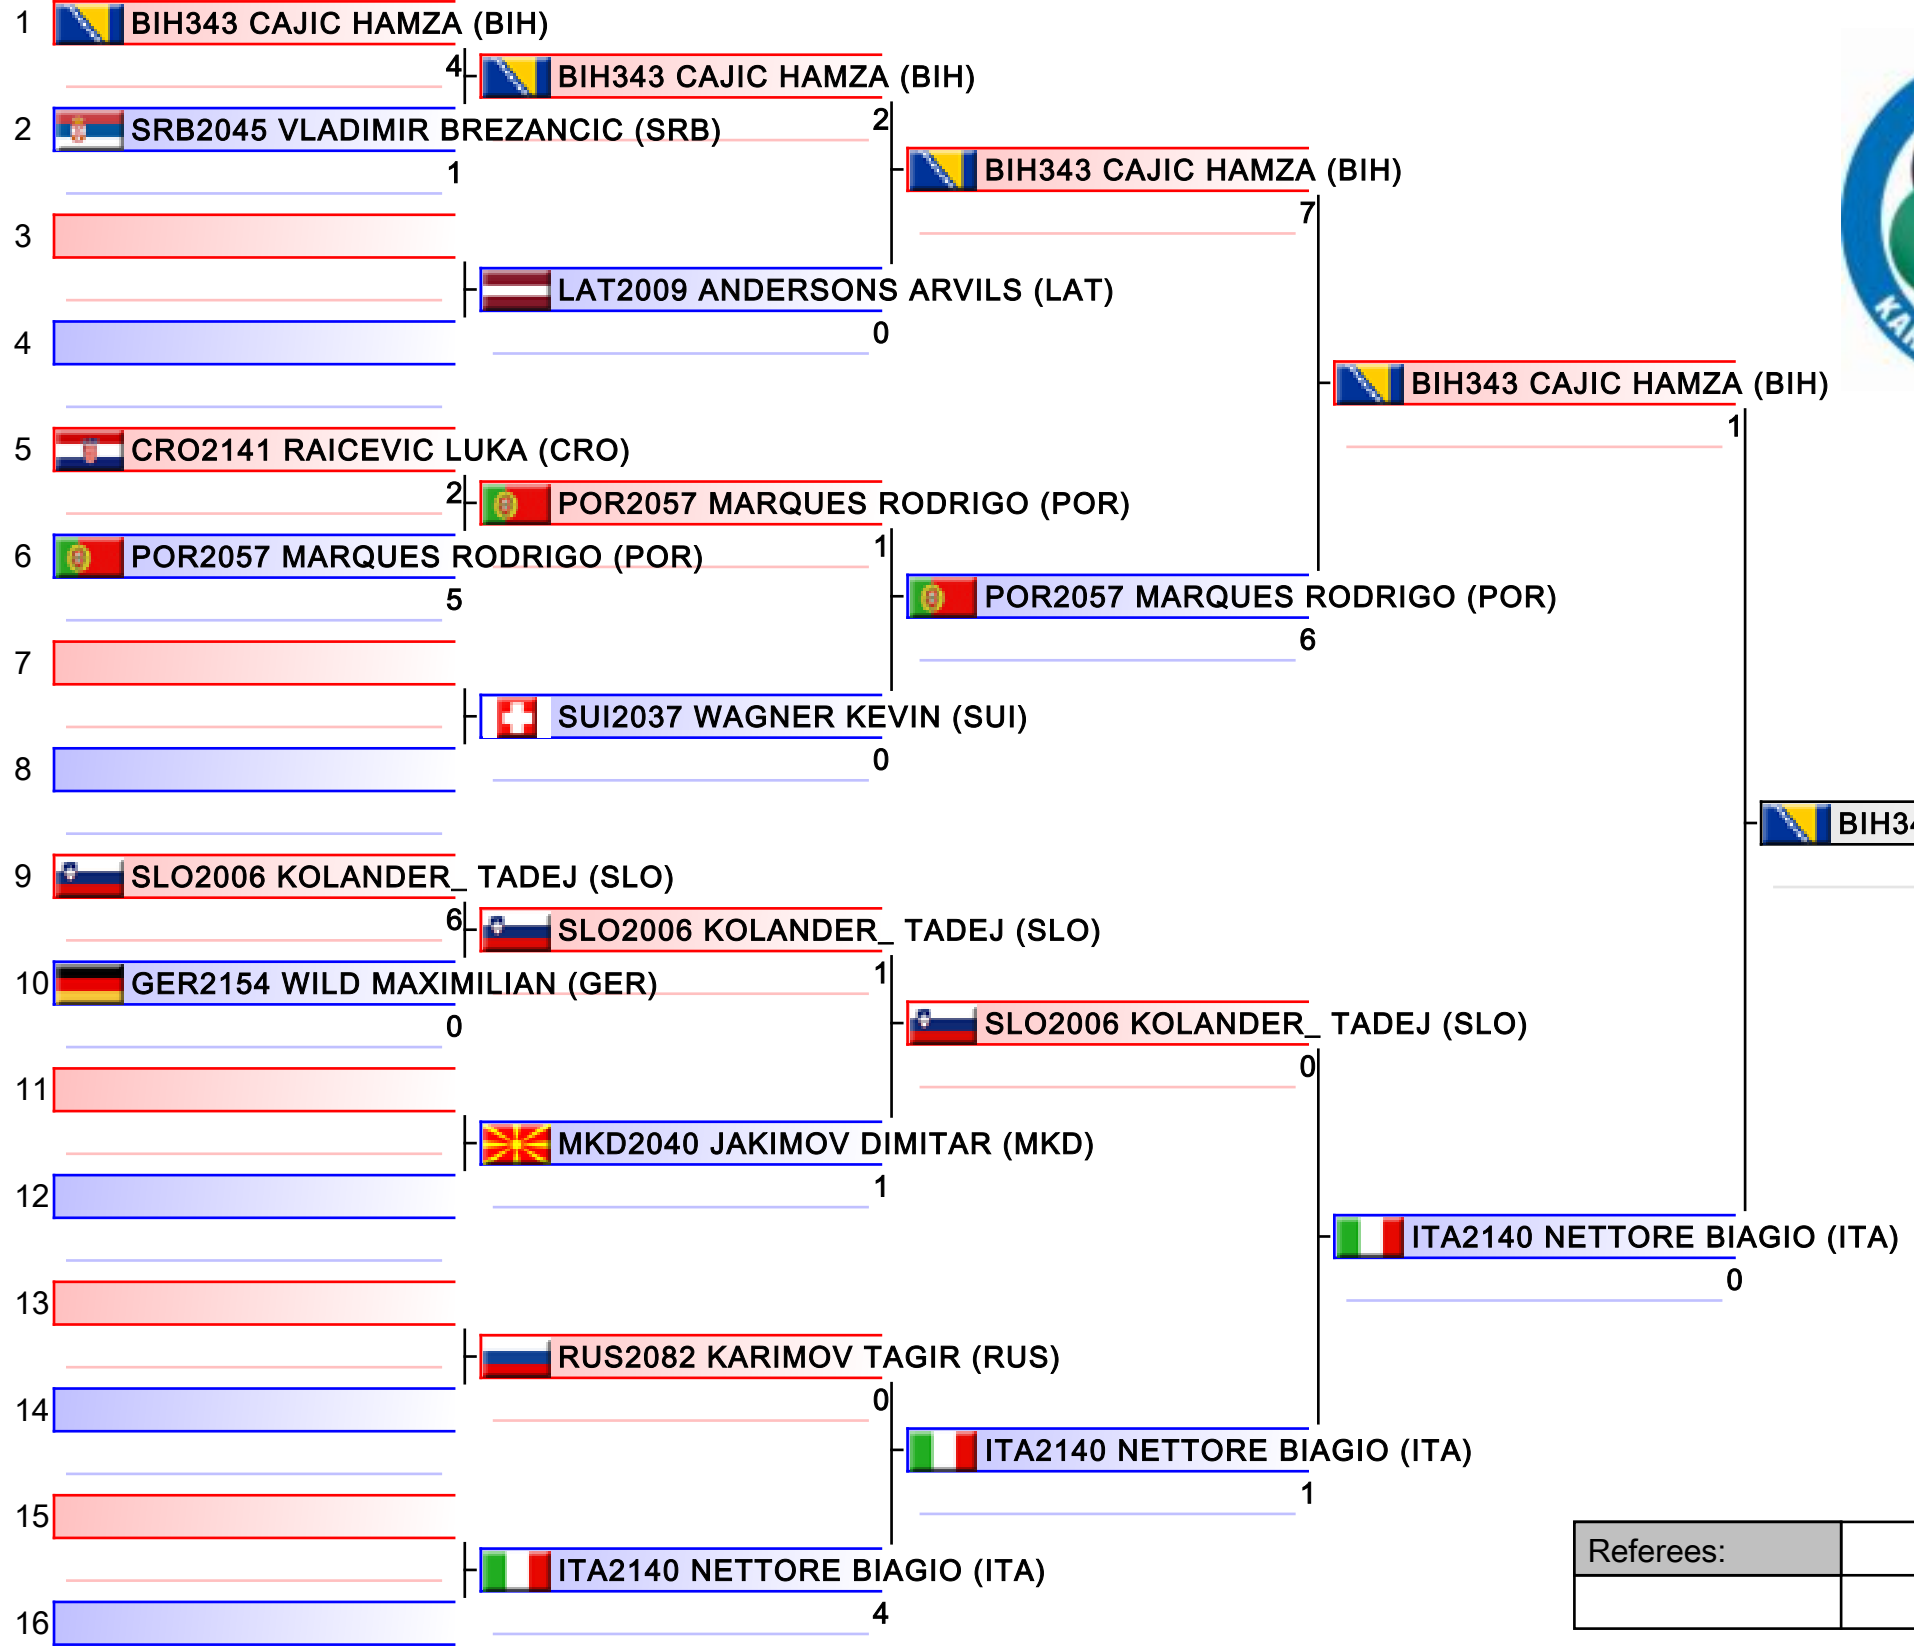 1 BIH343 CAJIC HAMZA (BIH)
4 BIH343 CAJIC HAMZA (BIH)
2 SRB2045 VLADIMIR BREZANCIC (SRB) 2
1 BIH343 CAJIC HAMZA (BIH)
7
3
LAT2009 ANDERSONS ARVILS (LAT)
0
4
BIH343 CAJIC HAMZA (BIH)
1
5 CRO2141 RAICEVIC LUKA (CRO)
2 POR2057 MARQUES RODRIGO (POR)
1
6 POR2057 MARQUES RODRIGO (POR)
5 POR2057 MARQUES RODRIGO (POR)
6
7
SUI2037 WAGNER KEVIN (SUI)
0
8
BIH34
9 SLO2006 KOLANDER_ TADEJ (SLO)
6 SLO2006 KOLANDER_ TADEJ (SLO)
1
10 GER2154 WILD MAXIMILIAN (GER)
0 SLO2006 KOLANDER_ TADEJ (SLO)
0
11
MKD2040 JAKIMOV DIMITAR (MKD)
1
12
ITA2140 NETTORE BIAGIO (ITA)
0
13
RUS2082 KARIMOV TAGIR (RUS)
0
14
ITA2140 NETTORE BIAGIO (ITA)
1
15
Referees:
ITA2140 NETTORE BIAGIO (ITA)
4
16